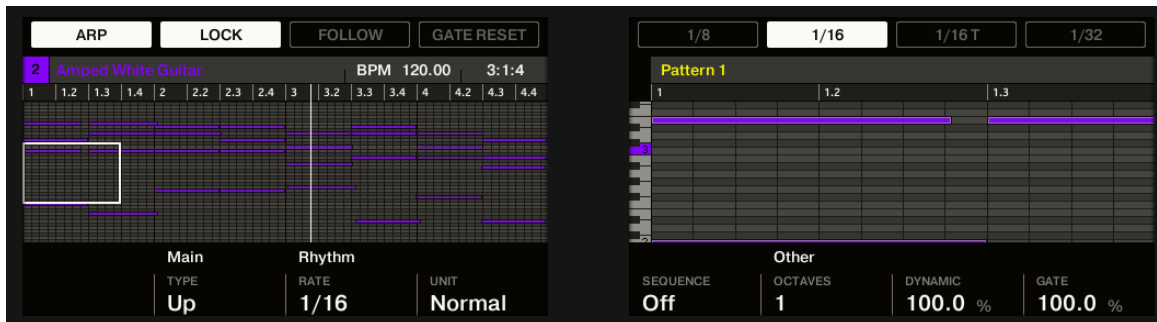 ARP LOCK FOLLOW GATE RESET
2 Amped White Guitar BPM 120.00 3:1:4
1 1.2 1.3 1.4 2 2.2 2.3 2.4 3 3.2 3.3 3.4 4 4.2 4.3 4.4
Main Rhythm
TYPE RATE UNIT
Up 1/16 Normal
1/8 1/16 1/16 T 1/32
Pattern 1
1 1.2 1.3
3
Other
SEQUENCE OCTAVES DYNAMIC GATE
Off 1 100.0 % 100.0 %